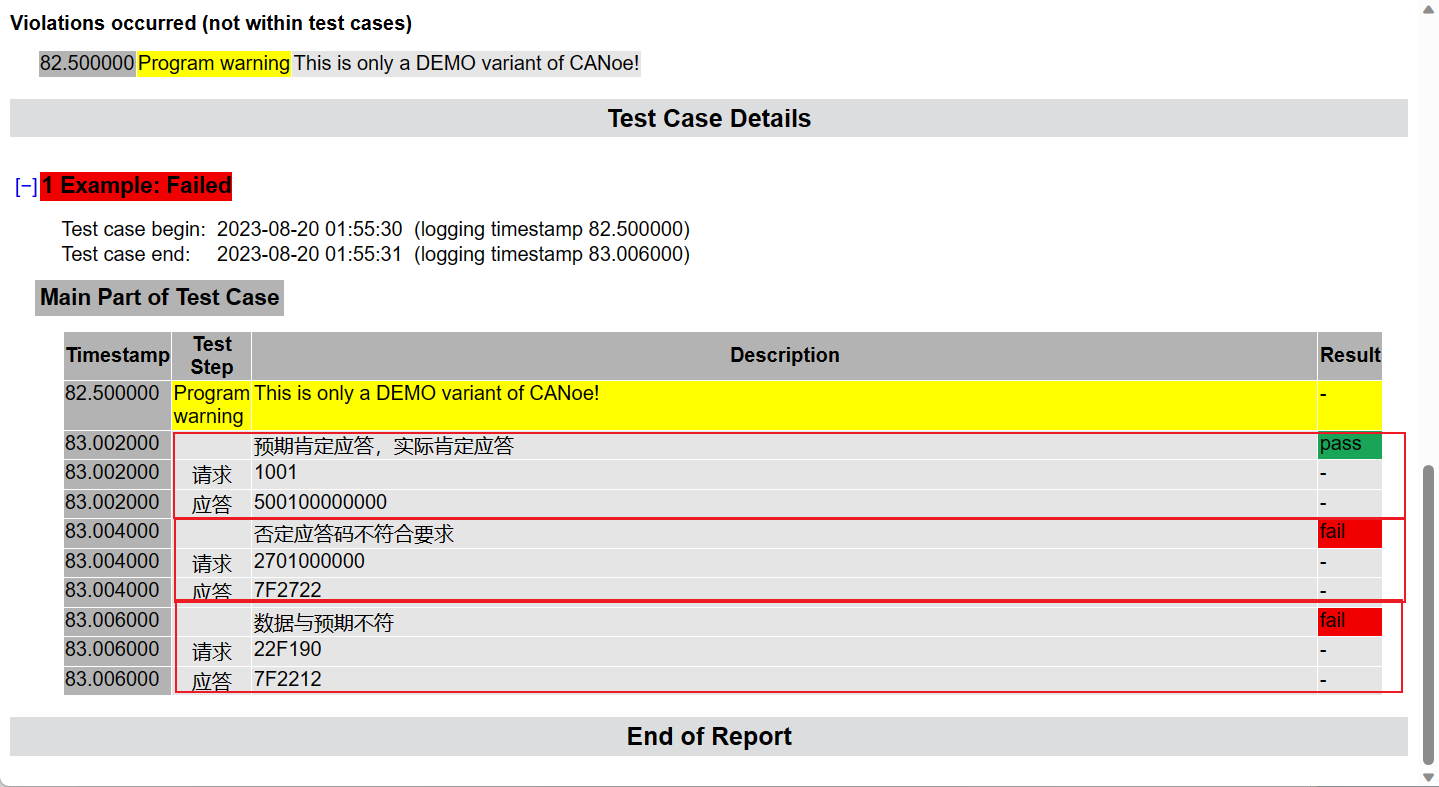 Violations occurred (not within test cases)
82.500000 Program warning This is only a DEMO variant of CANoe!
Test Case Details
[−] 1 Example: Failed
Test case begin: 2023-08-20 01:55:30 (logging timestamp 82.500000)
Test case end: 2023-08-20 01:55:31 (logging timestamp 83.006000)
Main Part of Test Case
Timestamp Test Step Description Result
82.500000 Program warning This is only a DEMO variant of CANoe! -
83.002000 预期肯定应答，实际肯定应答 pass
83.002000 请求 1001 -
83.002000 应答 500100000000 -
83.004000 否定应答码不符合要求 fail
83.004000 请求 2701000000 -
83.004000 应答 7F2722 -
83.006000 数据与预期不符 fail
83.006000 请求 22F190 -
83.006000 应答 7F2212 -
End of Report